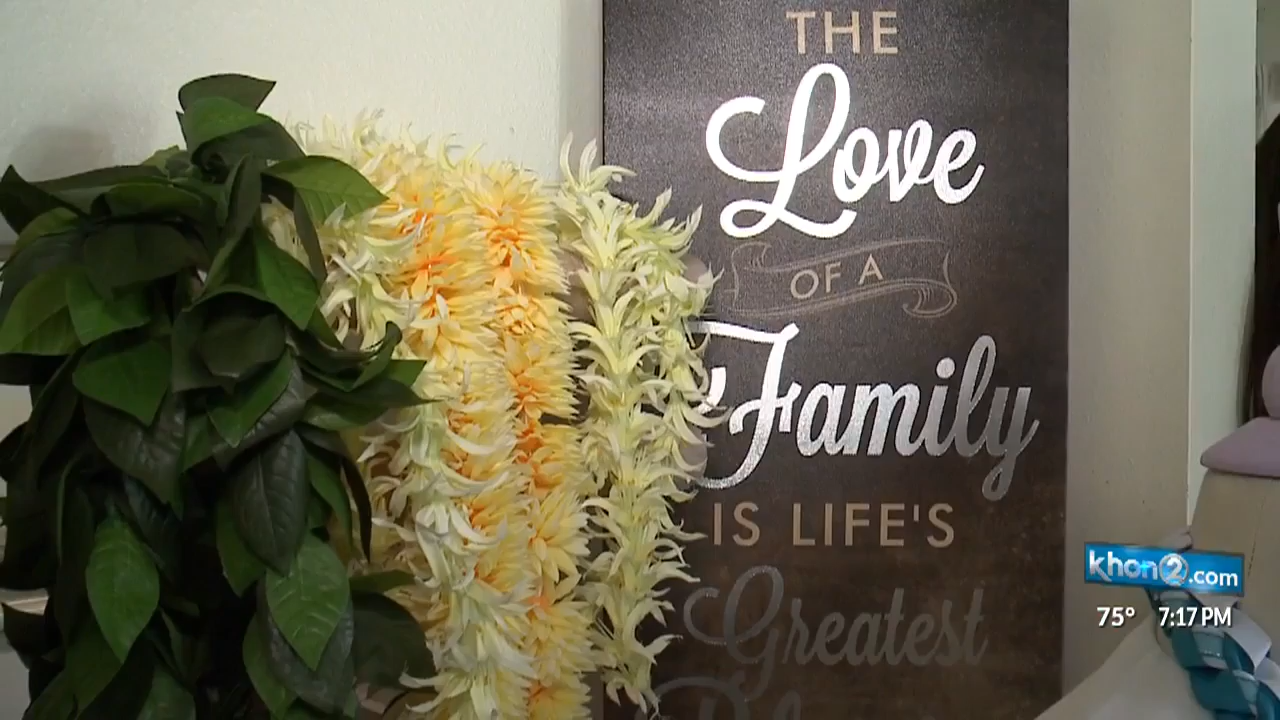 THE
Love
OF A
Family
IS LIFE'S
Greatest
khon2.com
75° 7:17 PM